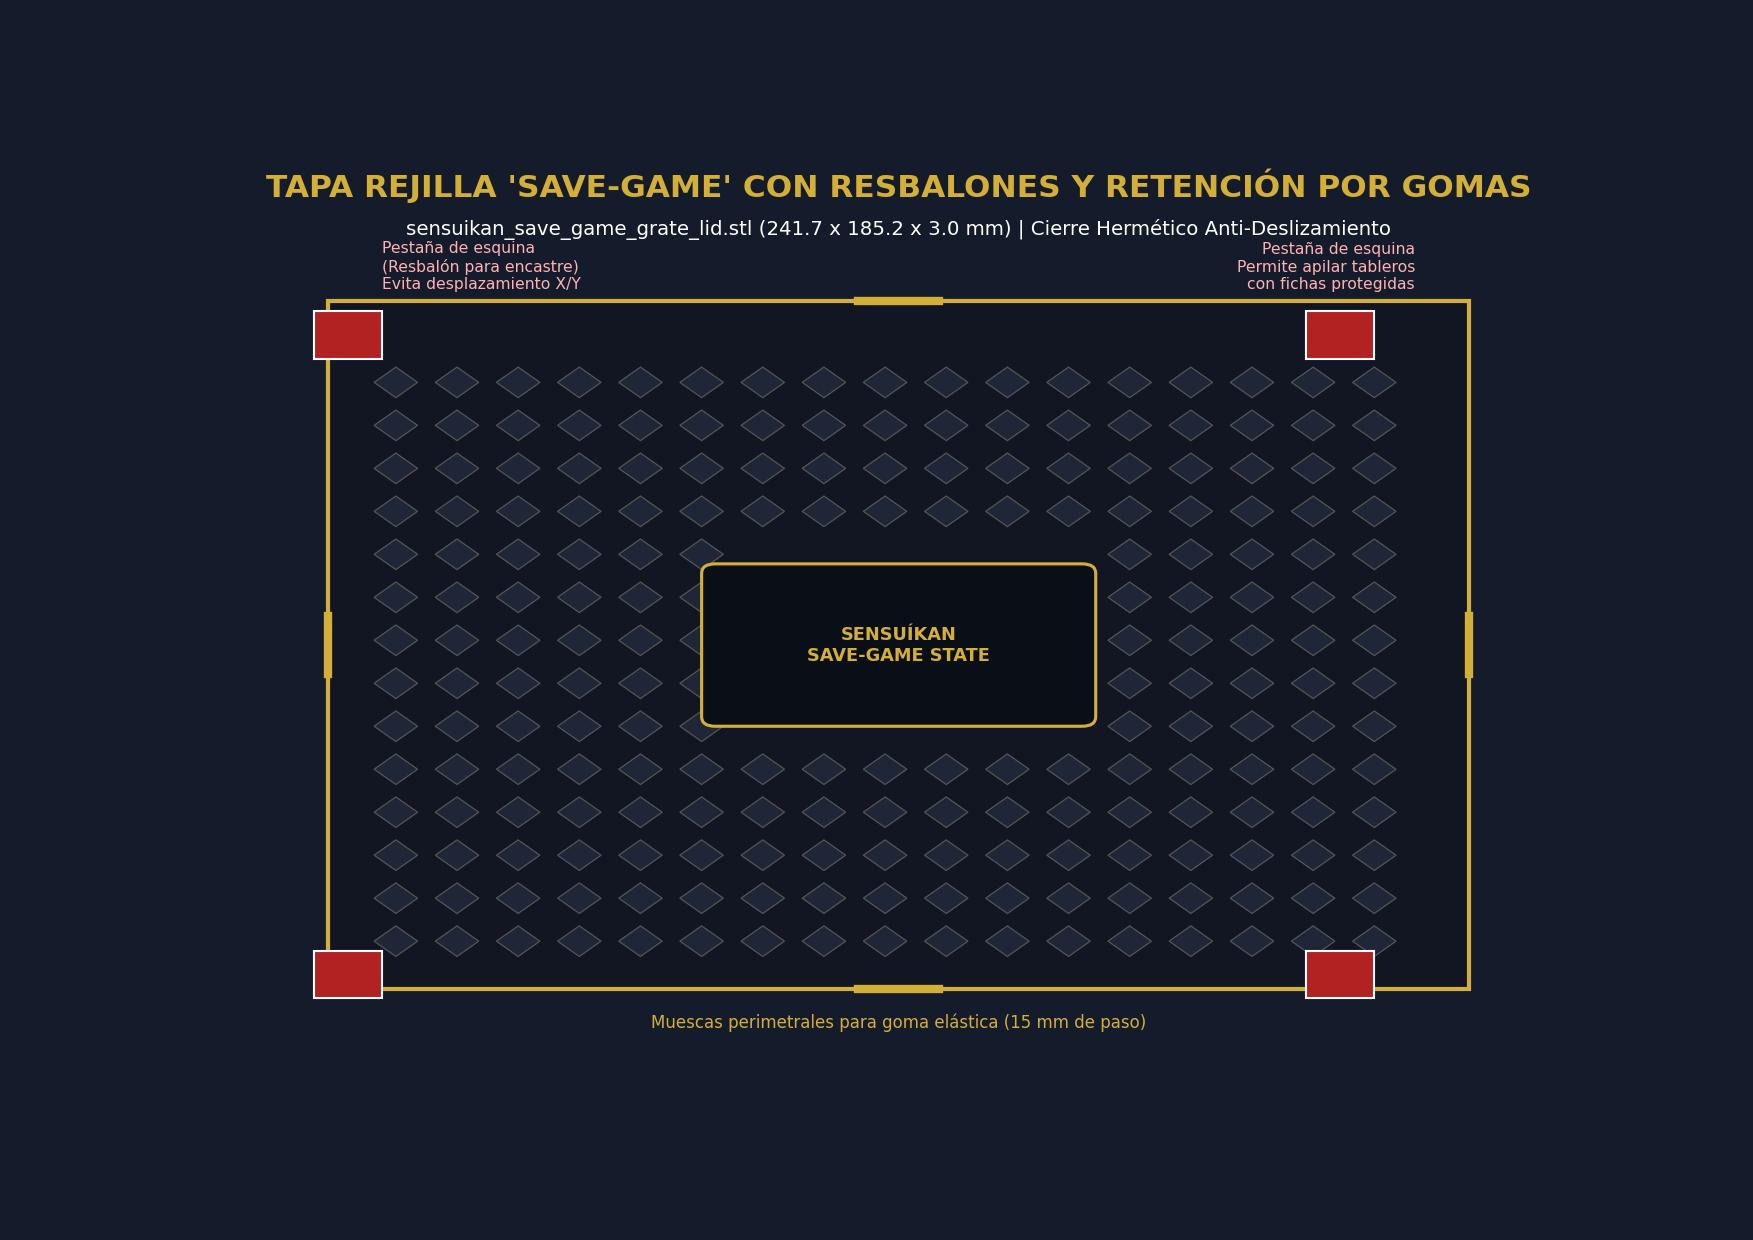 TAPA REJILLA 'SAVE-GAME' CON RESBALONES Y RETENCIÓN POR GOMAS
sensuikan_save_game_grate_lid.stl (241.7 x 185.2 x 3.0 mm) | Cierre Hermético Anti-Deslizamiento
Pestaña de esquina
(Resbalón para encastre)
Evita desplazamiento X/Y
Pestaña de esquina
Permite apilar tableros
con fichas protegidas
SENSUÍKAN
SAVE-GAME STATE
Muescas perimetrales para goma elástica (15 mm de paso)